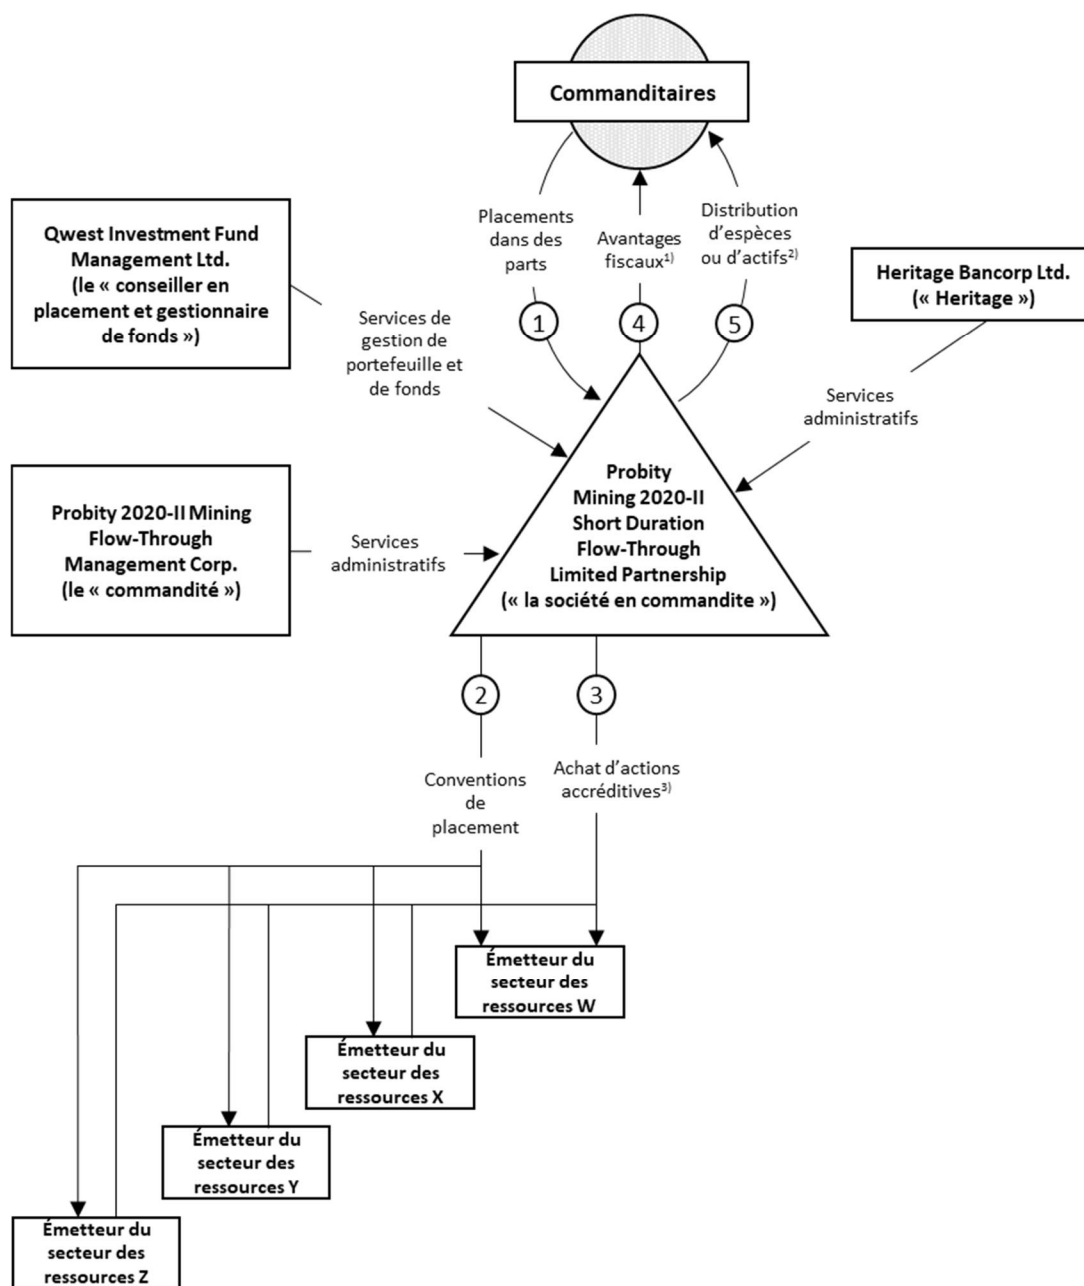 Commanditaires
Qwest Investment Fund
Management Ltd.
(le « conseiller en
placement et gestionnaire
de fonds »)
Placements
dans des
parts
Avantages
fiscaux1)
Distribution
d'espèces
ou d'actifs2)
Heritage Bancorp Ltd.
(« Heritage »)
1
4
5
Services de
gestion de
portefeuille et
de fonds
Services
administratifs
Probity 2020-II Mining
Flow-Through
Management Corp.
(le « commandité »)
Services
administratifs
Probity
Mining 2020-II
Short Duration
Flow-Through
Limited Partnership
(« la société en commandite »)
2
3
Conventions
de
placement
Achat d'actions
accréditives3)
Émetteur du
secteur des
ressources W
Émetteur du
secteur des
ressources X
Émetteur du
secteur des
ressources Y
Émetteur du
secteur des
ressources Z